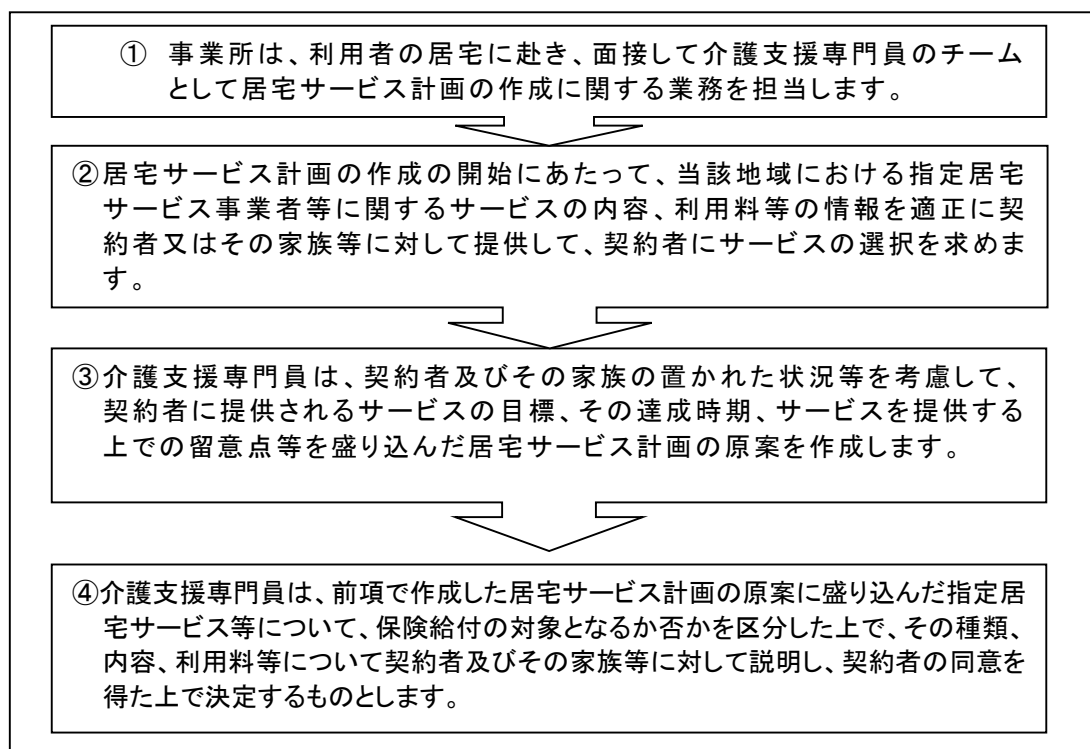 ① 事業所は、利用者の居宅に赴き、面接して介護支援専門員のチーム
として居宅サービス計画の作成に関する業務を担当します。
②居宅サービス計画の作成の開始にあたって、当該地域における指定居宅
サービス事業者等に関するサービスの内容、利用料等の情報を適正に契
約者又はその家族等に対して提供して、契約者にサービスの選択を求めま
す。
③介護支援専門員は、契約者及びその家族の置かれた状況等を考慮して、
契約者に提供されるサービスの目標、その達成時期、サービスを提供する
上での留意点等を盛り込んだ居宅サービス計画の原案を作成します。
④介護支援専門員は、前項で作成した居宅サービス計画の原案に盛り込んだ指定居
宅サービス等について、保険給付の対象となるか否かを区分した上で、その種類、
内容、利用料等について契約者及びその家族等に対して説明し、契約者の同意を
得た上で決定するものとします。